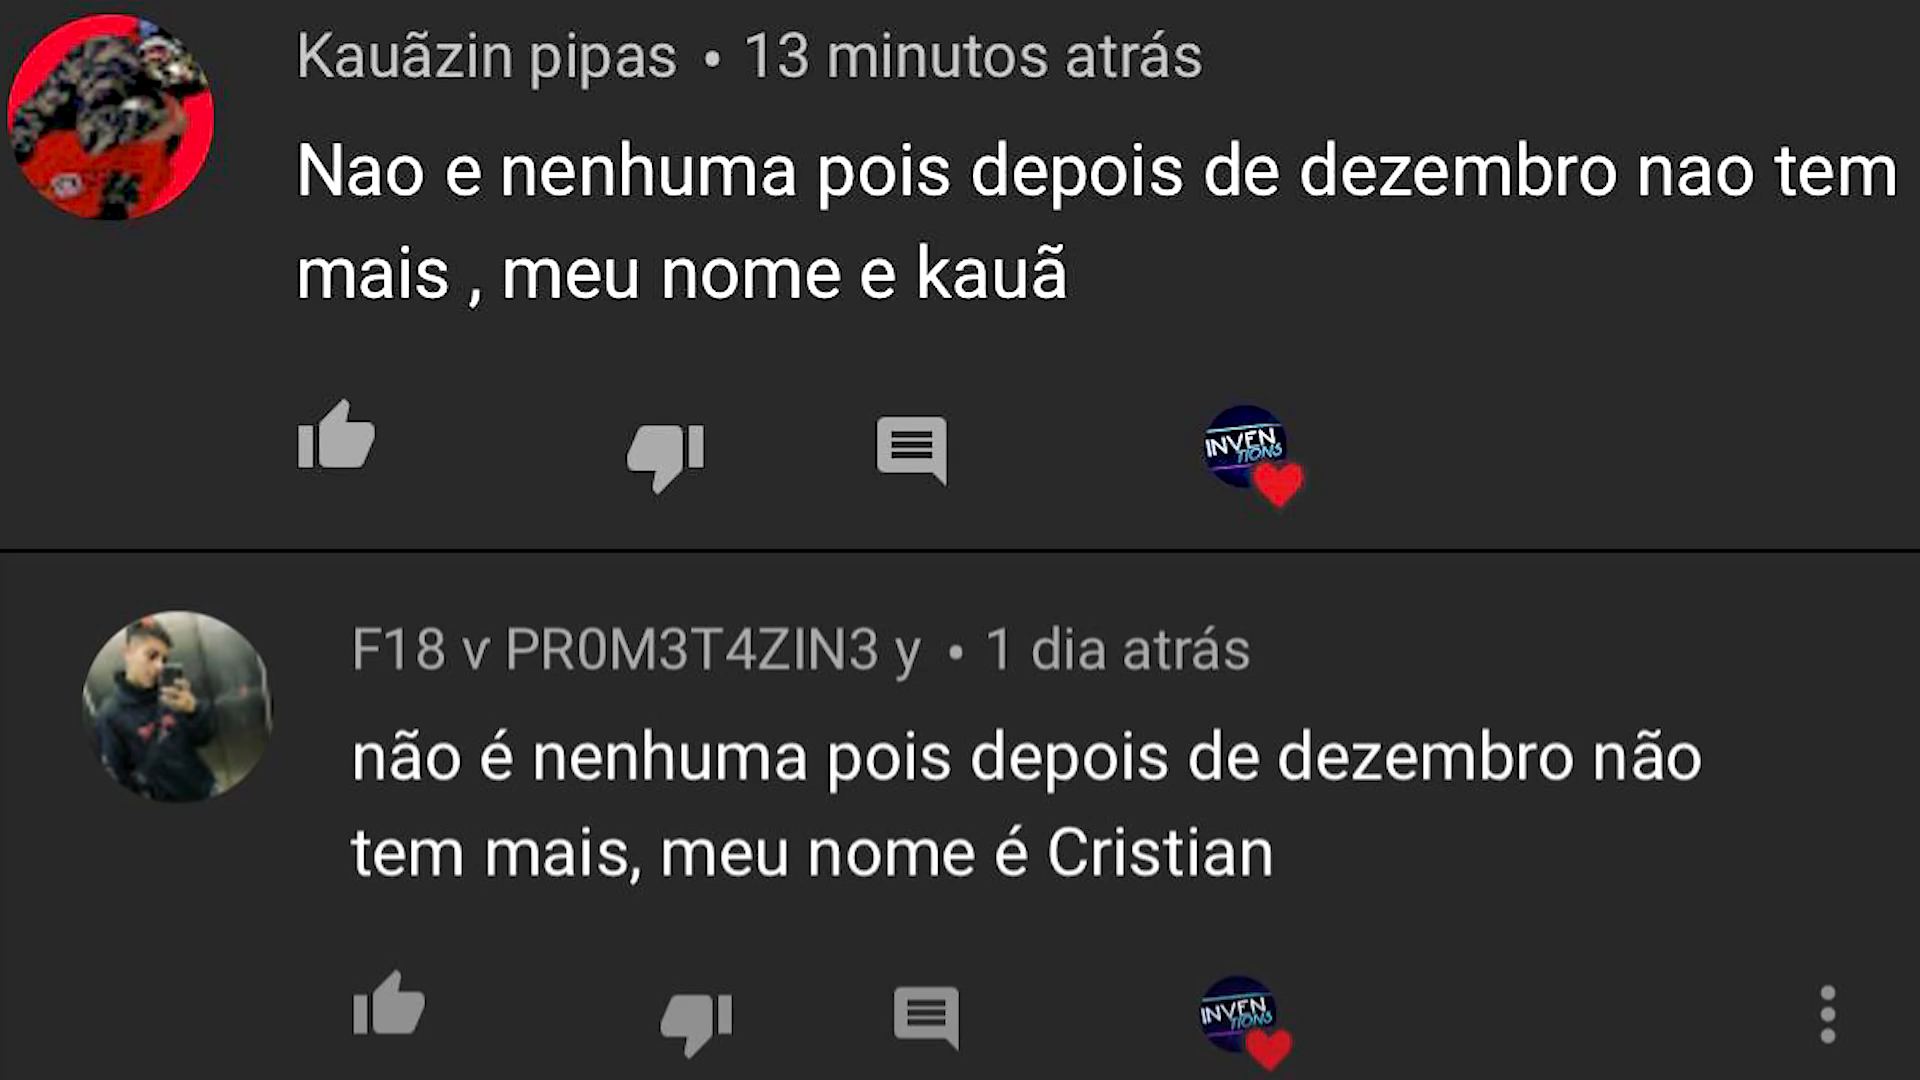 Kauãzin pipas • 13 minutos atrás
Nao e nenhuma pois depois de dezembro nao tem
mais , meu nome e kauã
INVEN
TIONS
F18 v PR0M3T4ZIN3 y • 1 dia atrás
não é nenhuma pois depois de dezembro não
tem mais, meu nome é Cristian
INVEN
TIONS